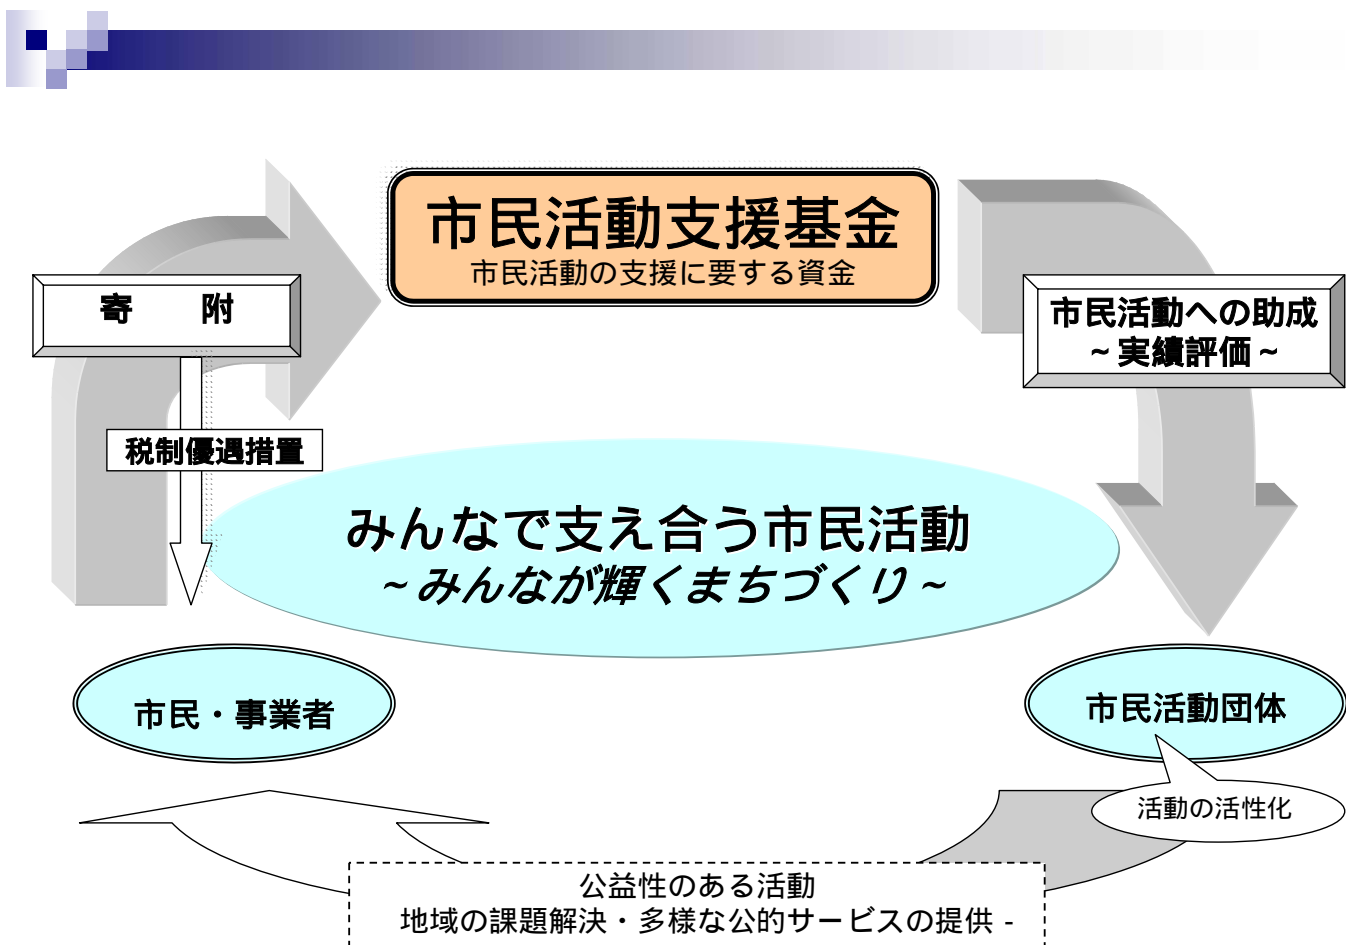 市民活動支援基金
市民活動の支援に要する資金
寄　　附
市民活動への助成
~実績評価~
税制優遇措置
みんなで支え合う市民活動
~みんなが輝くまちづくり~
市民・事業者
市民活動団体
活動の活性化
公益性のある活動
地域の課題解決・多様な公的サービスの提供 -